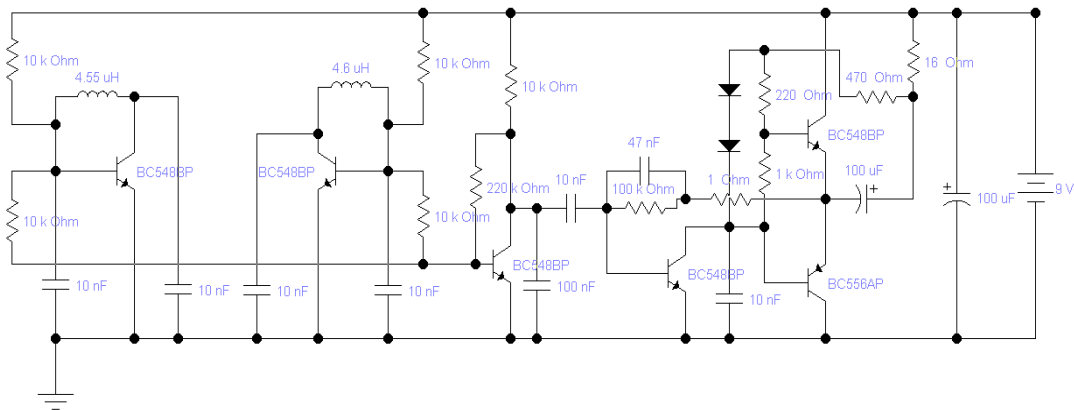 10 k Ohm
4.55 uH
4.6 uH
10 k Ohm
10 k Ohm
470 Ohm
16 Ohm
220 Ohm
BC548BP
47 nF
BC548BP
BC548BP
1 k Ohm
100 uF
9 V
220 k Ohm
10 nF
100 k Ohm
1 Ohm
100 uF
10 k Ohm
10 k Ohm
BC548BP
BC548BP
BC556AP
10 nF
10 nF
10 nF
10 nF
100 nF
10 nF